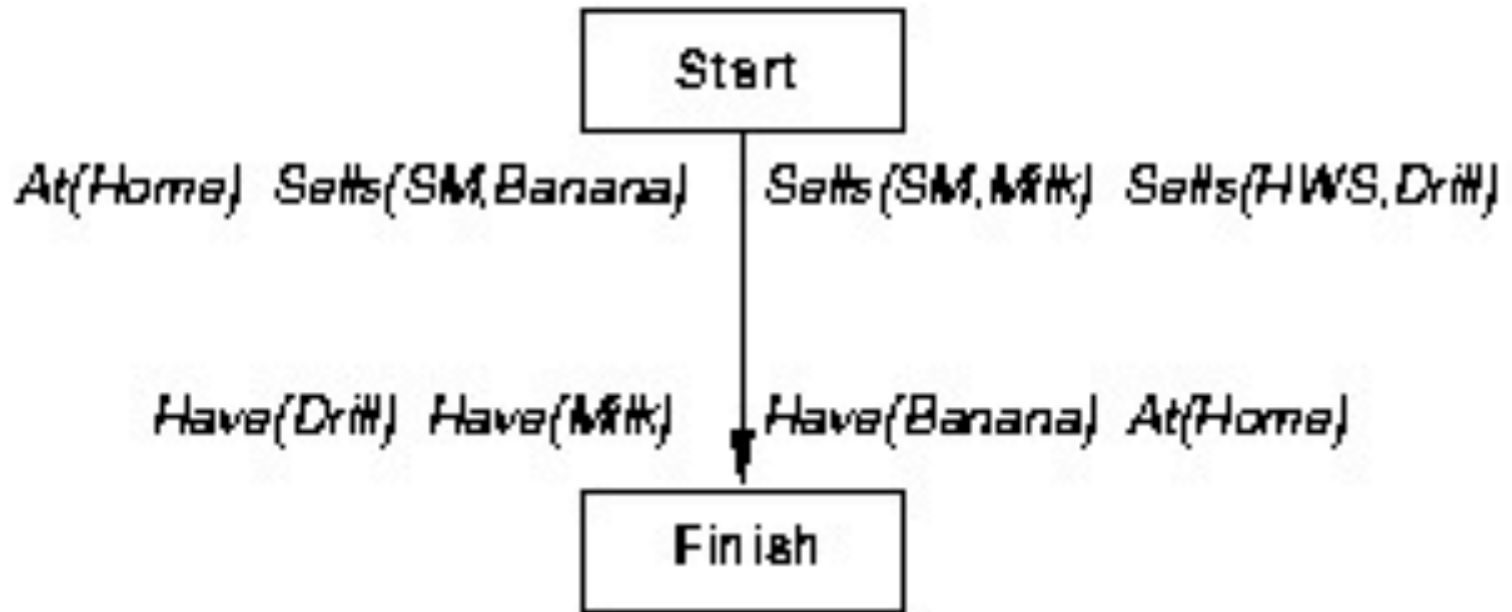 Start
At(Home) Sells(SM,Banana) Sells(SM,Milk) Sells(HWS,Drill)
Have(Drill) Have(Milk) Have(Banana) At(Home)
Finish